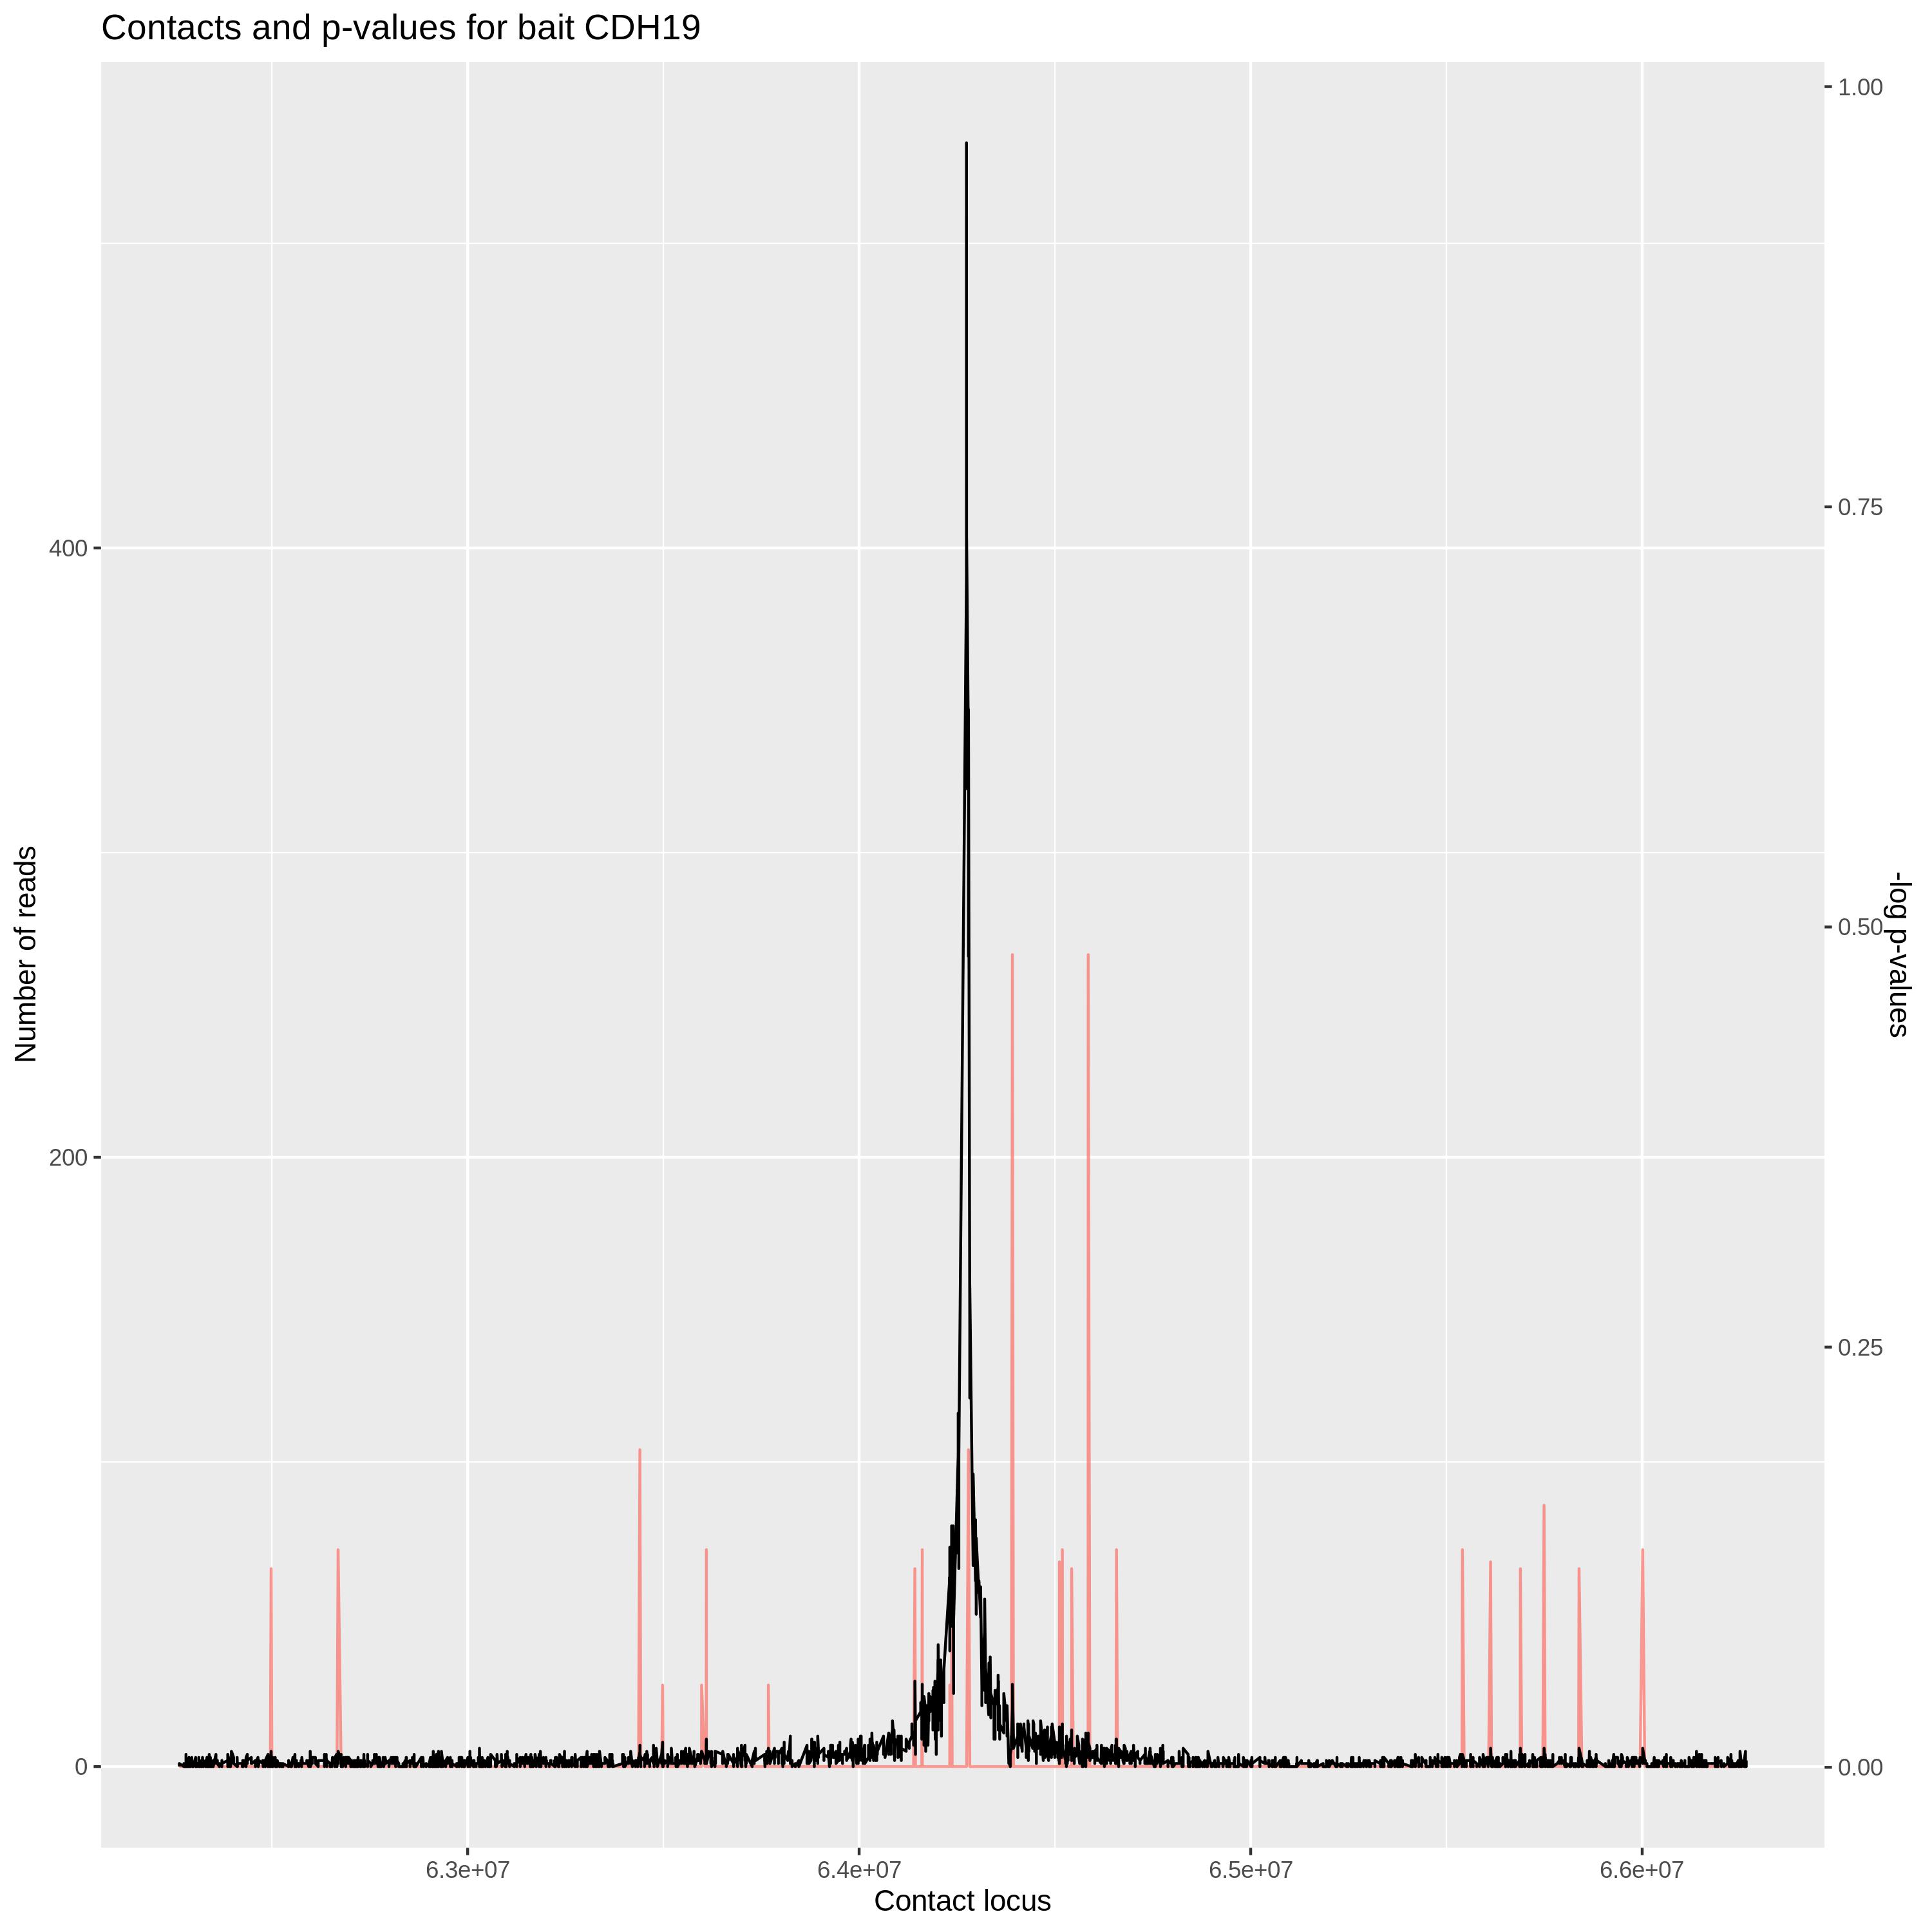 Contacts and p-values for bait CDH19
1.00
0.75
400
0.50
Number of reads
-log p-values
200
0.25
0
0.00
6.3e+07
6.4e+07
6.5e+07
6.6e+07
Contact locus